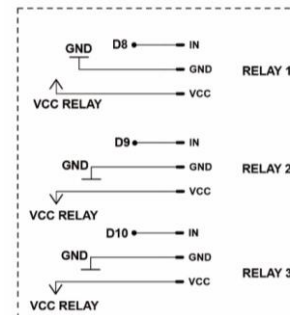 D8 IN
GND
GND RELAY 1
VCC
VCC RELAY
D9 IN
GND GND RELAY 2
VCC
VCC RELAY
D10 IN
GND GND
RELAY 3
VCC
VCC RELAY